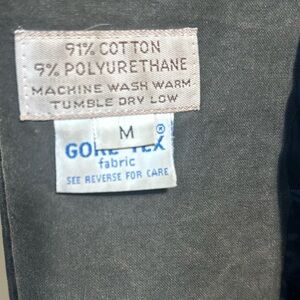 91% COTTON
9% POLYURETHANE
MACHINE WASH WARM
TUMBLE DRY LOW
M
GORE-TEX®
fabric
SEE REVERSE FOR CARE